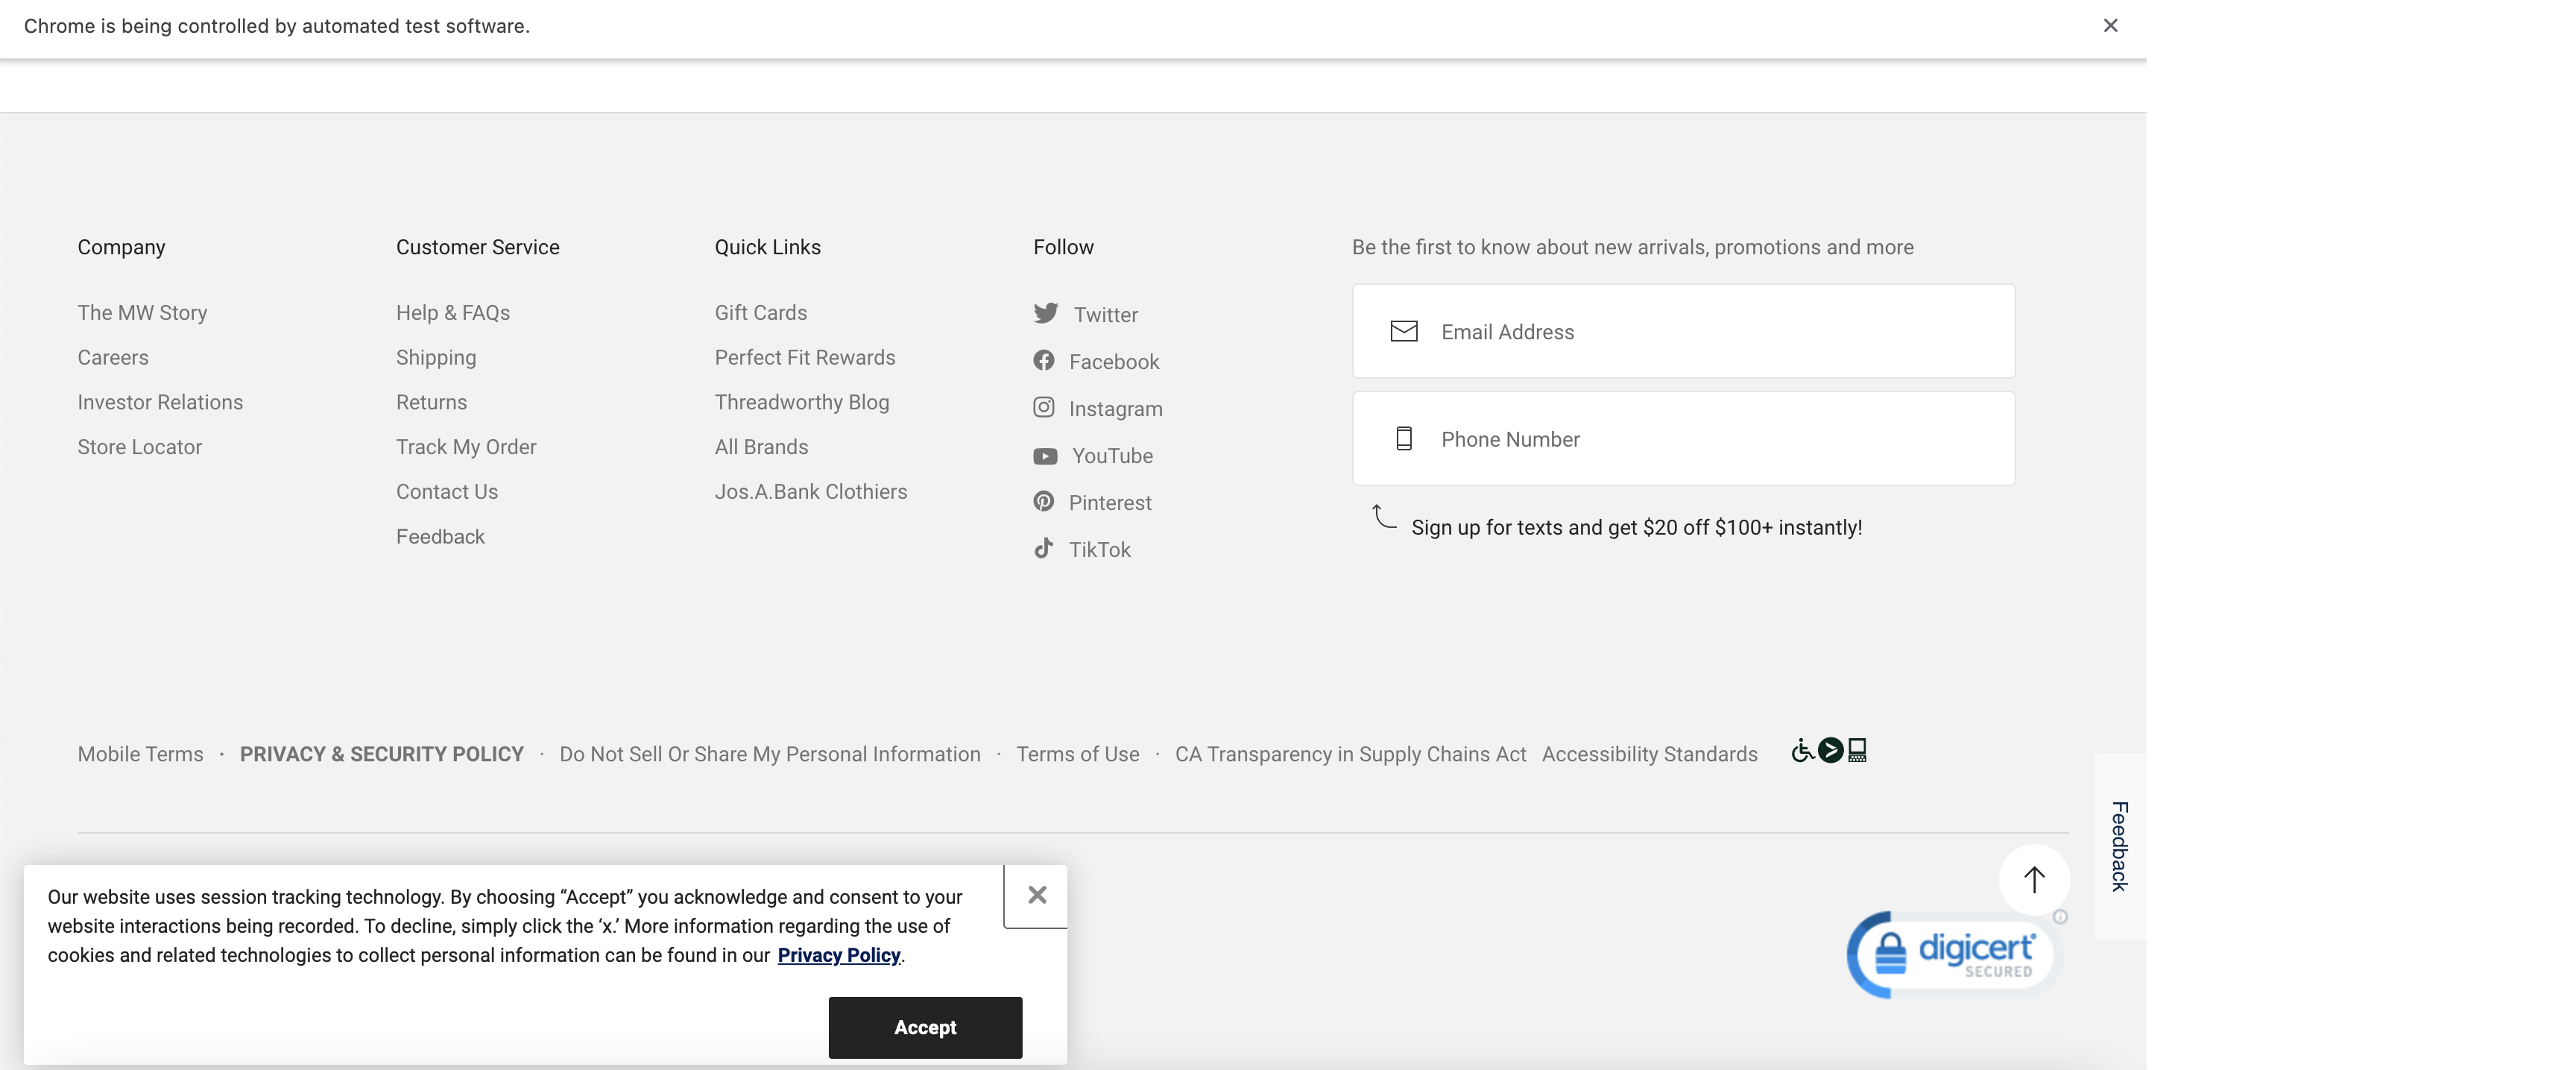 Chrome is being controlled by automated test software.
Company
The MW Story
Careers
Investor Relations
Store Locator
Customer Service
Help & FAQs
Shipping
Returns
Track My Order
Contact Us
Feedback
Quick Links
Gift Cards
Perfect Fit Rewards
Threadworthy Blog
All Brands
Jos.A.Bank Clothiers
Follow
Twitter
Facebook
Instagram
YouTube
Pinterest
TikTok
Be the first to know about new arrivals, promotions and more
Email Address
Phone Number
Sign up for texts and get $20 off $100+ instantly!
Mobile Terms · PRIVACY & SECURITY POLICY · Do Not Sell Or Share My Personal Information · Terms of Use · CA Transparency in Supply Chains Act Accessibility Standards
Feedback
Our website uses session tracking technology. By choosing “Accept” you acknowledge and consent to your
website interactions being recorded. To decline, simply click the ‘x.’ More information regarding the use of
cookies and related technologies to collect personal information can be found in our Privacy Policy.
Accept
digicert
SECURED